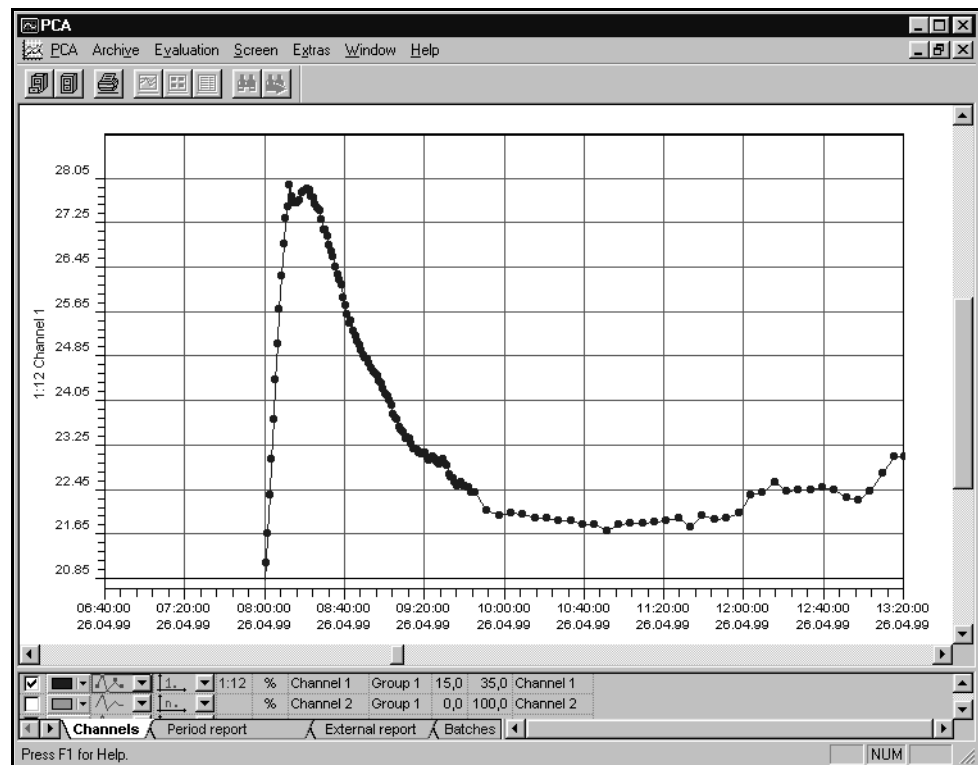 PCA
PCA Archive Evaluation Screen Extras Window Help
1:12 Channel 1
28.05
27.25
26.45
25.65
24.85
24.05
23.25
22.45
21.65
20.85
06:40:00 07:20:00 08:00:00 08:40:00 09:20:00 10:00:00 10:40:00 11:20:00 12:00:00 12:40:00 13:20:00
26.04.99 26.04.99 26.04.99 26.04.99 26.04.99 26.04.99 26.04.99 26.04.99 26.04.99 26.04.99 26.04.99
1. 1:12 % Channel 1 Group 1 15,0 35,0 Channel 1
n. % Channel 2 Group 1 0,0 100,0 Channel 2
Channels Period report External report Batches
Press F1 for Help. NUM